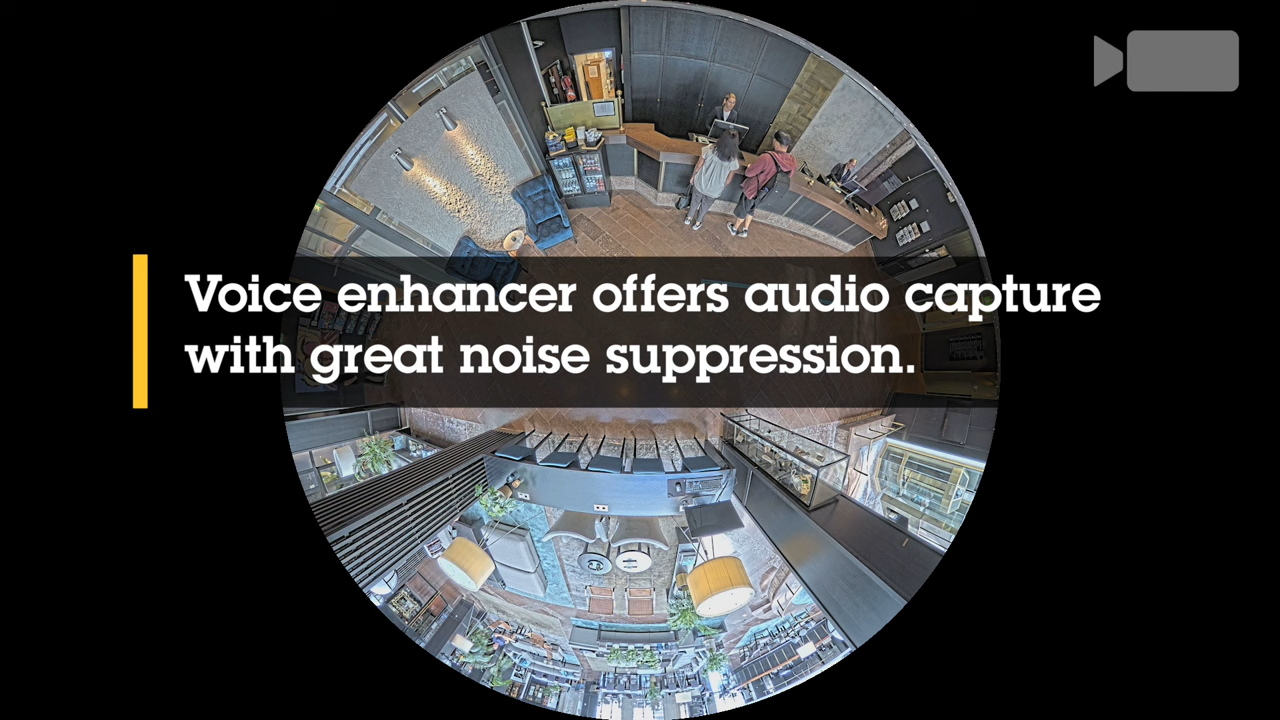 Voice enhancer offers audio capture
with great noise suppression.